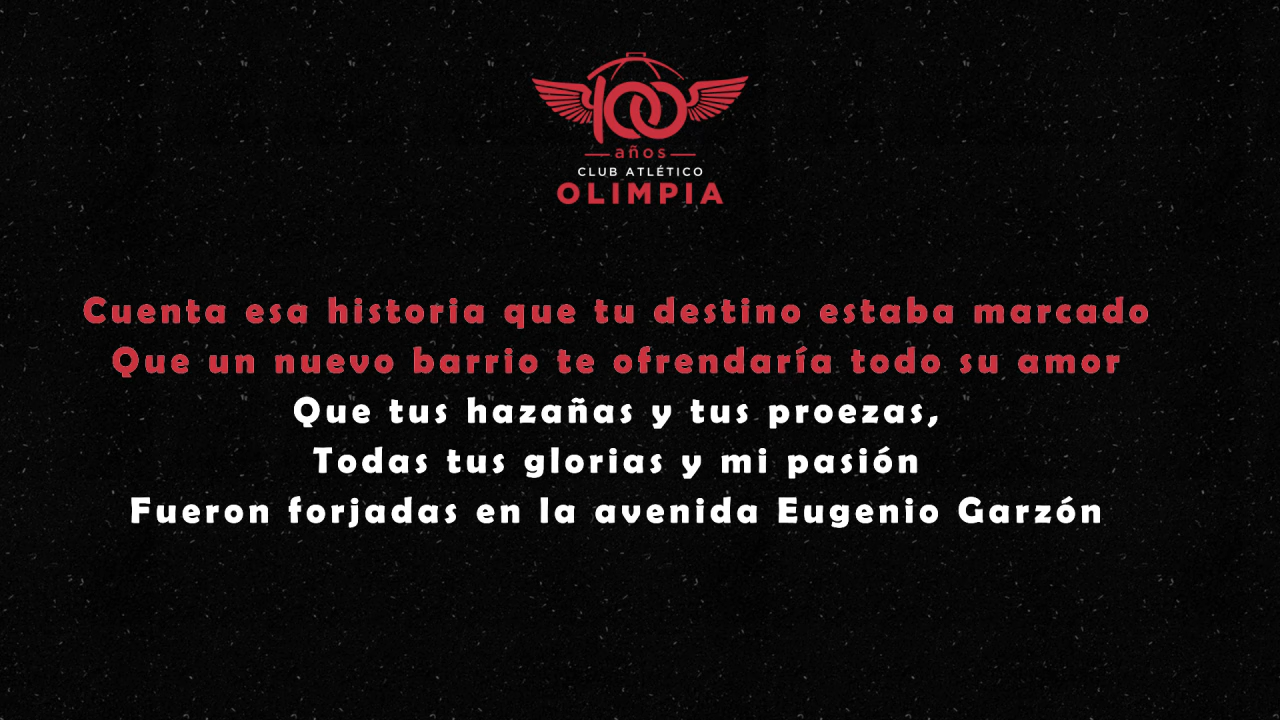 100
años
CLUB ATLÉTICO
OLIMPIA
Cuenta esa historia que tu destino estaba marcado
Que un nuevo barrio te ofrendaría todo su amor
Que tus hazañas y tus proezas,
Todas tus glorias y mi pasión
Fueron forjadas en la avenida Eugenio Garzón